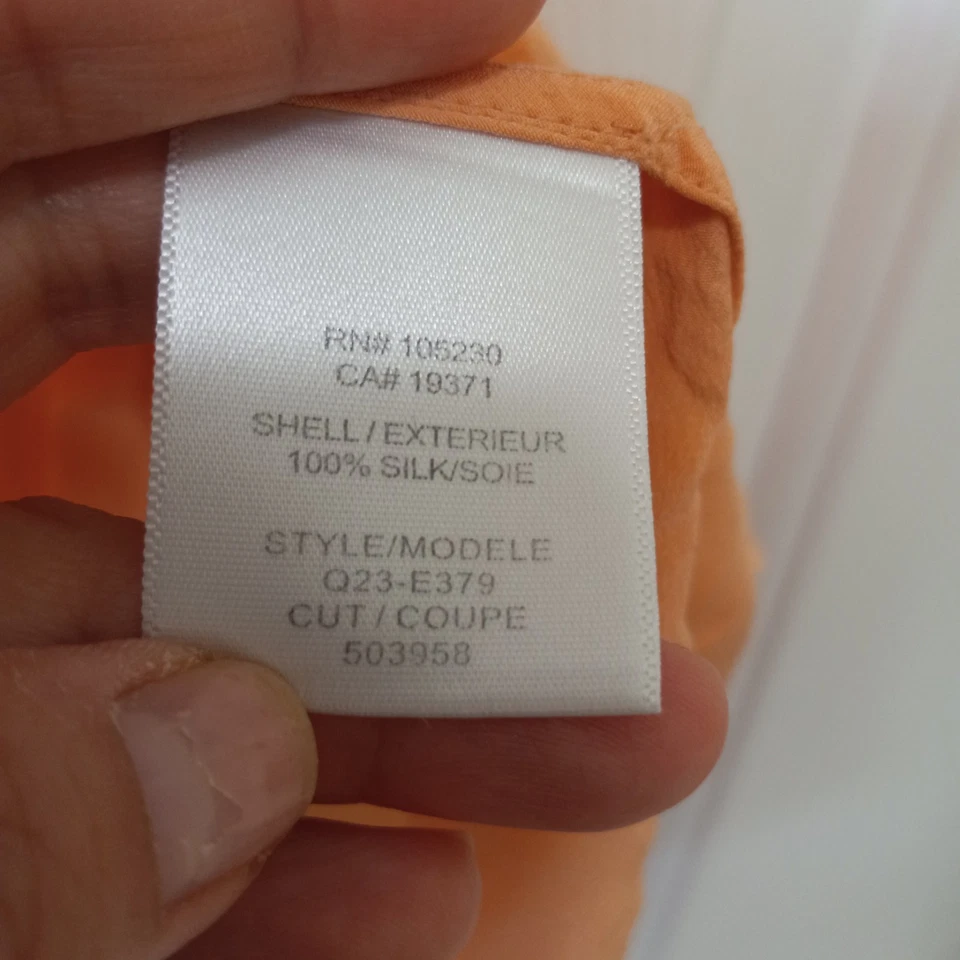 RN# 105230
CA# 19371
SHELL / EXTERIEUR
100% SILK/SOIE
STYLE/MODELE
Q23-E379
CUT / COUPE
503958